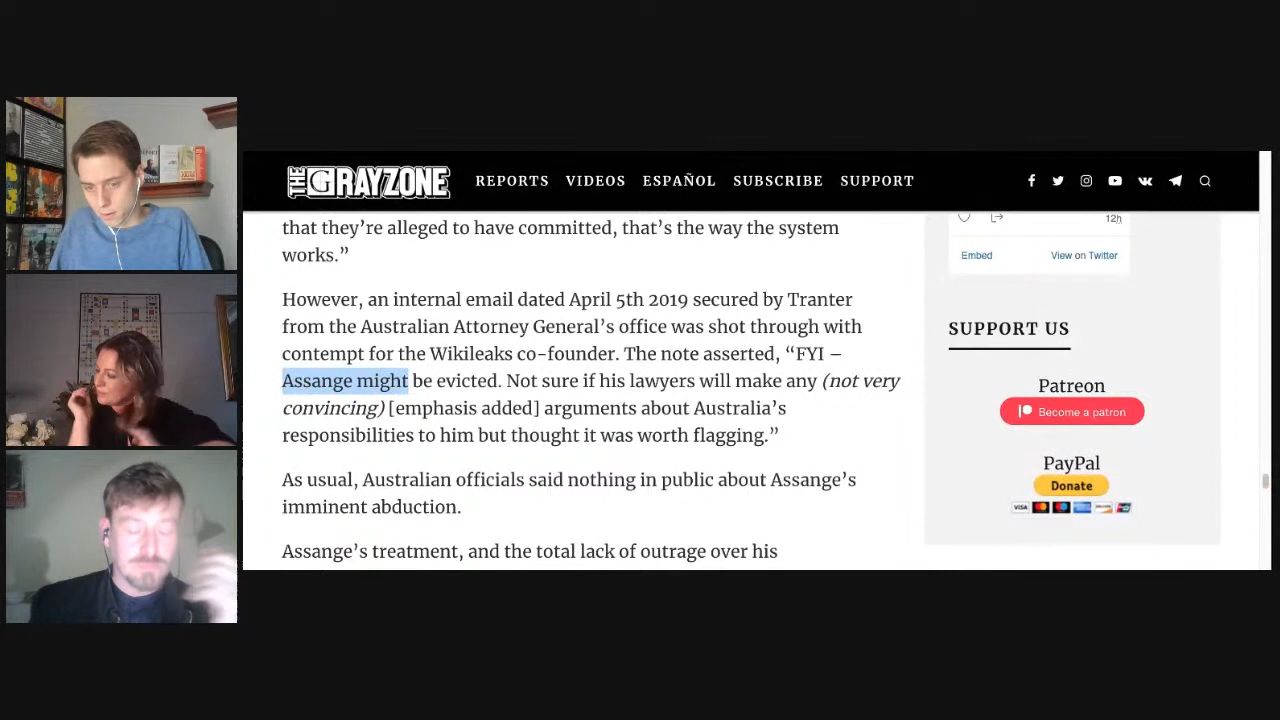 THE GRAYZONE
REPORTS VIDEOS ESPAÑOL SUBSCRIBE SUPPORT
that they’re alleged to have committed, that’s the way the system
works.”
However, an internal email dated April 5th 2019 secured by Tranter
from the Australian Attorney General’s office was shot through with
contempt for the Wikileaks co-founder. The note asserted, “FYI –
Assange might be evicted. Not sure if his lawyers will make any (not very
convincing) [emphasis added] arguments about Australia’s
responsibilities to him but thought it was worth flagging.”
As usual, Australian officials said nothing in public about Assange’s
imminent abduction.
Assange’s treatment, and the total lack of outrage over his
12h
Embed View on Twitter
SUPPORT US
Patreon
Become a patron
PayPal
Donate
VISA